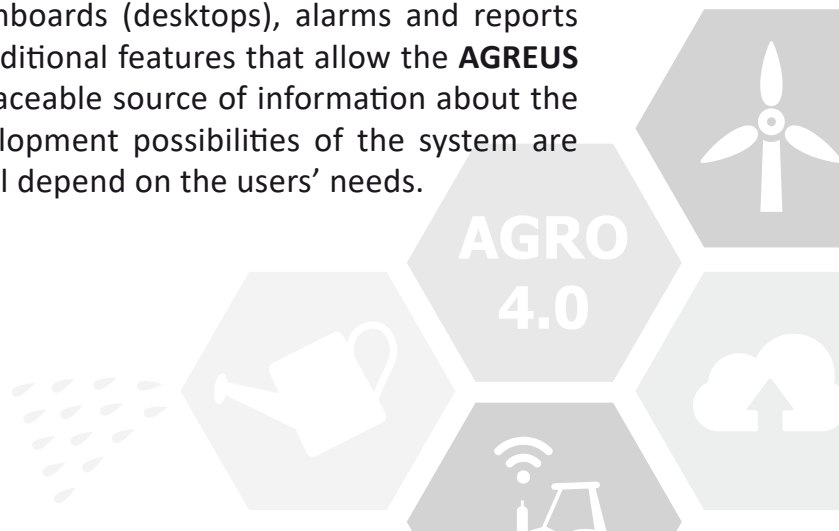 hboards (desktops), alarms and reports
ditional features that allow the AGREUS
aceable source of information about the
lopment possibilities of the system are
l depend on the users’ needs.
AGRO
4.0